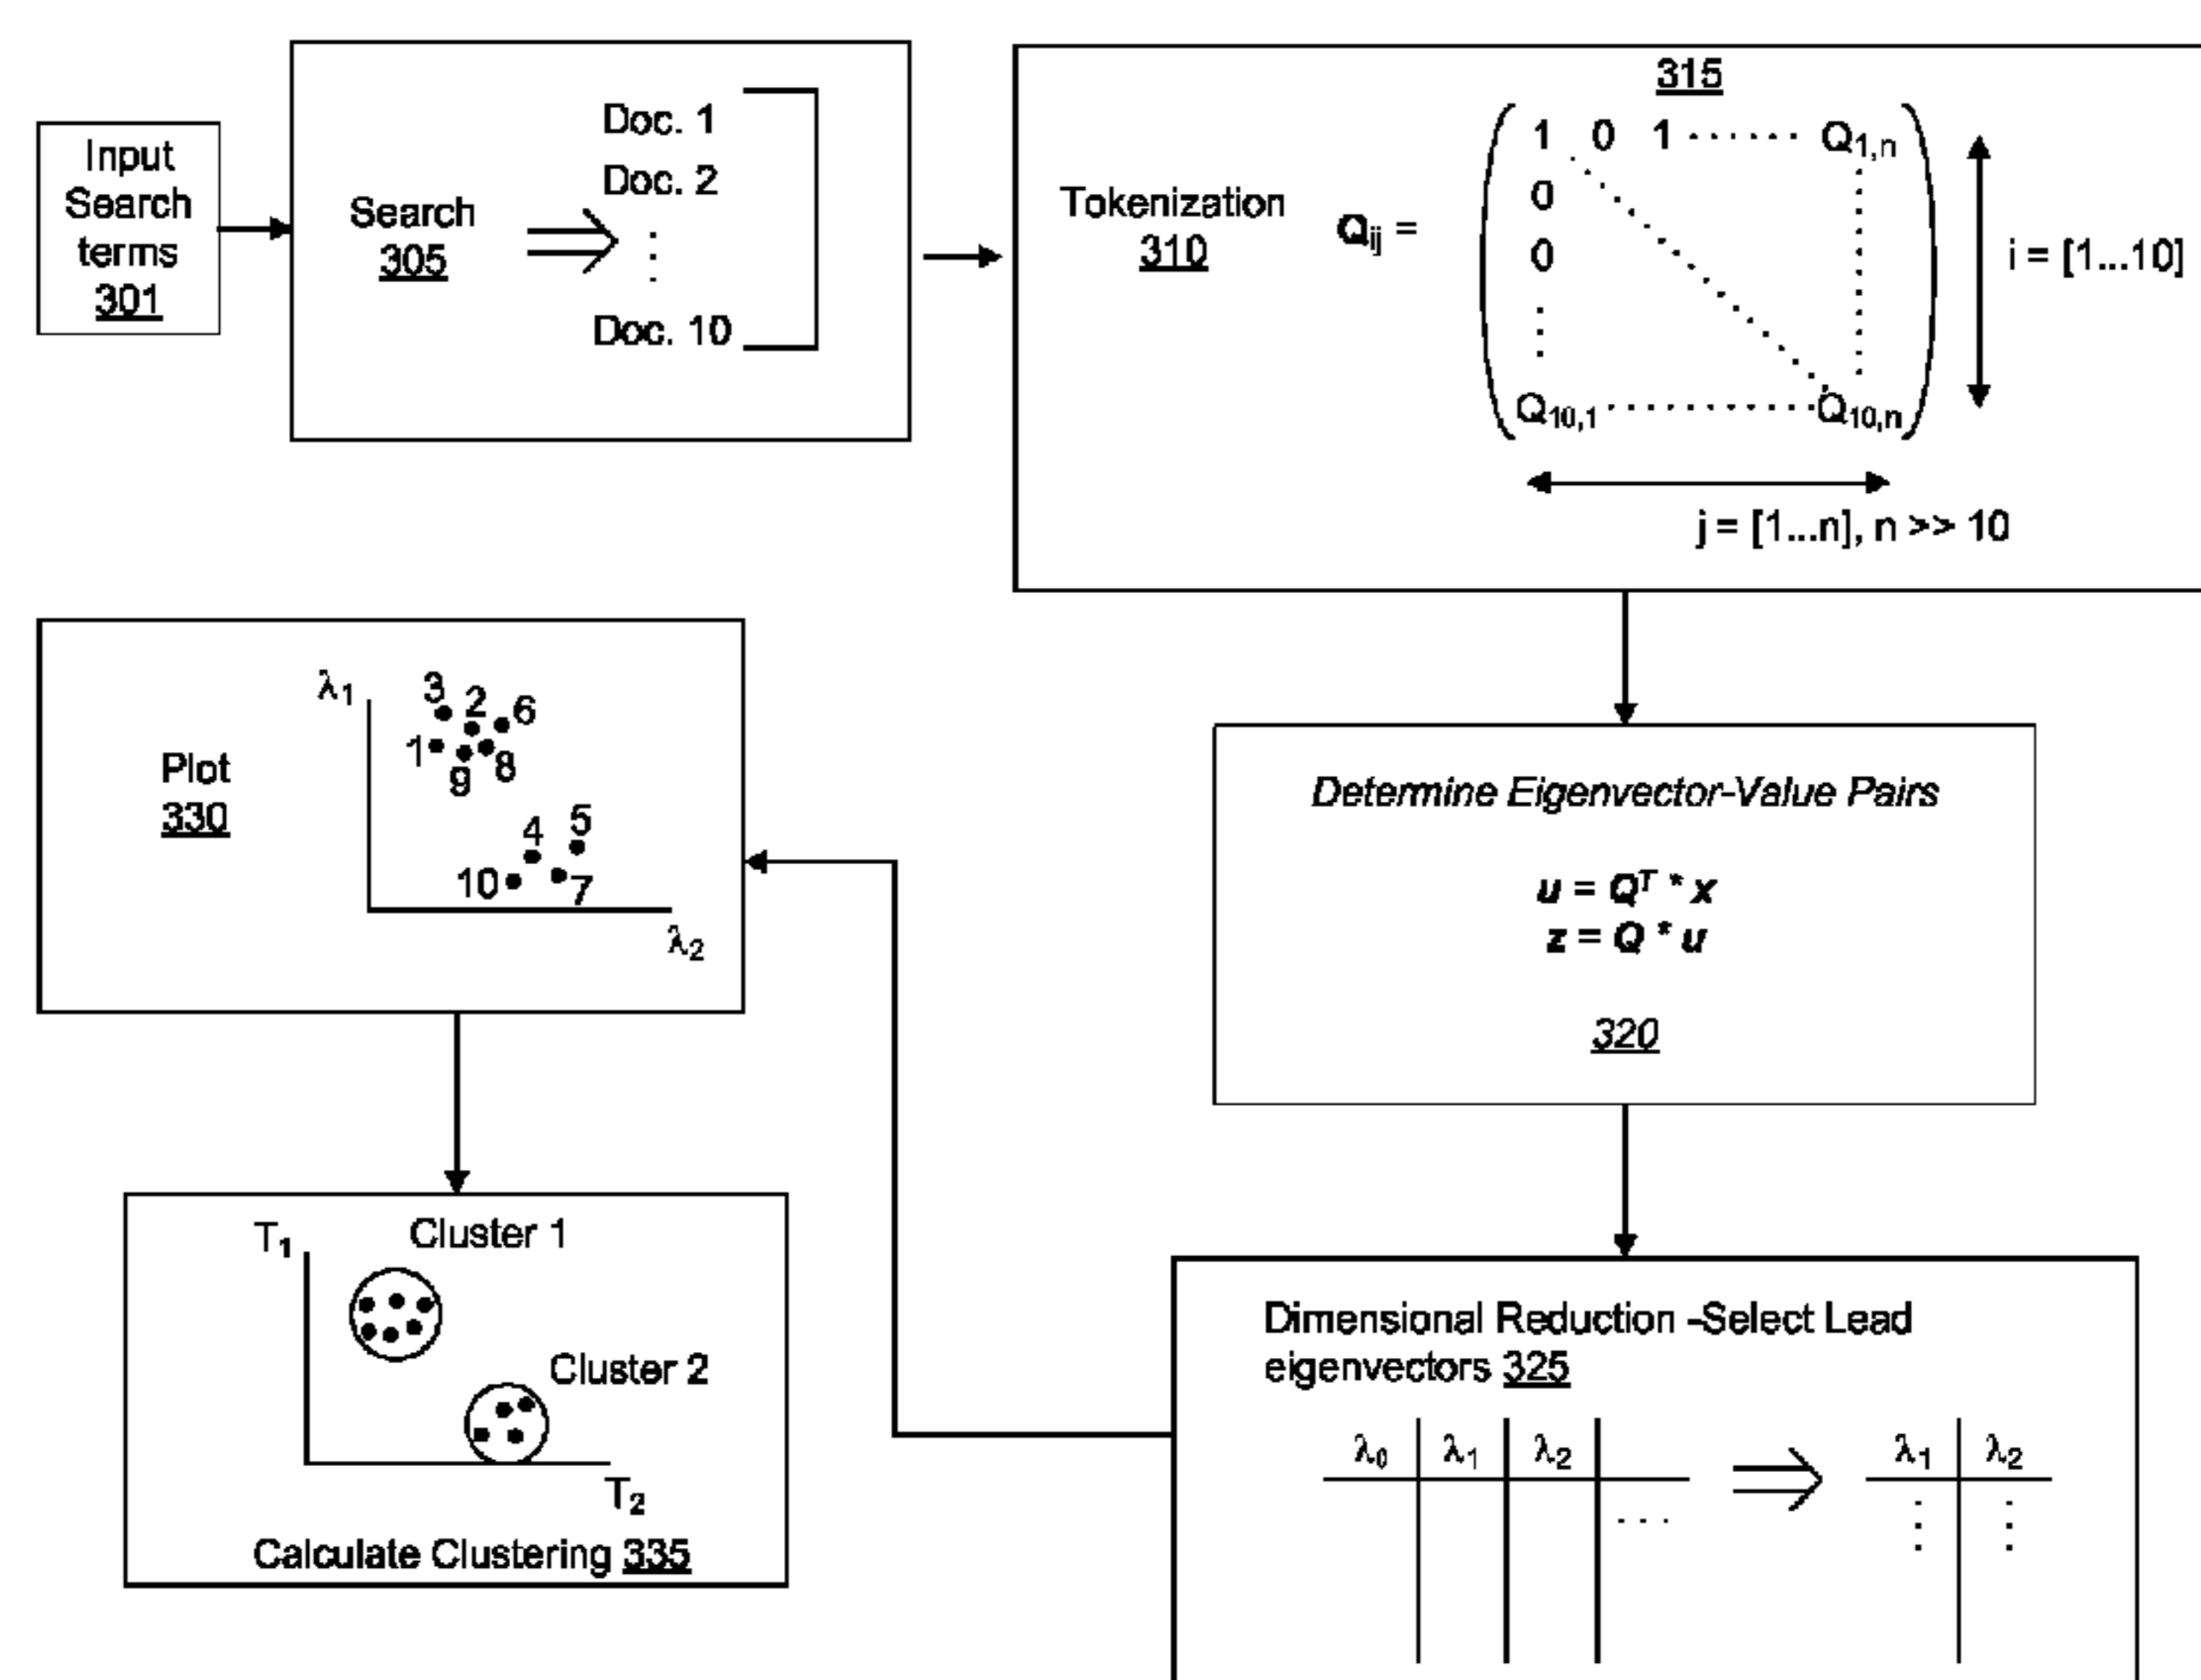 Input
Search
terms
301
Search
305
Doc. 1
Doc. 2
Doc. 10
Tokenization
310
315
Qij =
1 0 1 ······ Q1,n
0
0
Q10,1 ·········· Q10,n
i = [1...10]
j = [1...n], n >> 10
Determine Eigenvector-Value Pairs
u = Q^T * x
z = Q * u
320
Dimensional Reduction -Select Lead
eigenvectors 325
λ0 λ1 λ2 ...
λ1 λ2
Plot
330
λ1
3 2 6
1 9 8
4 5
10 7
λ2
T1
Cluster 1
Cluster 2
T2
Calculate Clustering 335